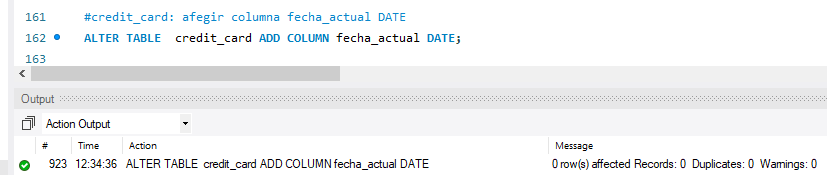 161 #credit_card: afegir columna fecha_actual DATE
162 ALTER TABLE credit_card ADD COLUMN fecha_actual DATE;
163
Output
Action Output
# Time Action Message
923 12:34:36 ALTER TABLE credit_card ADD COLUMN fecha_actual DATE 0 row(s) affected Records: 0 Duplicates: 0 Warnings: 0